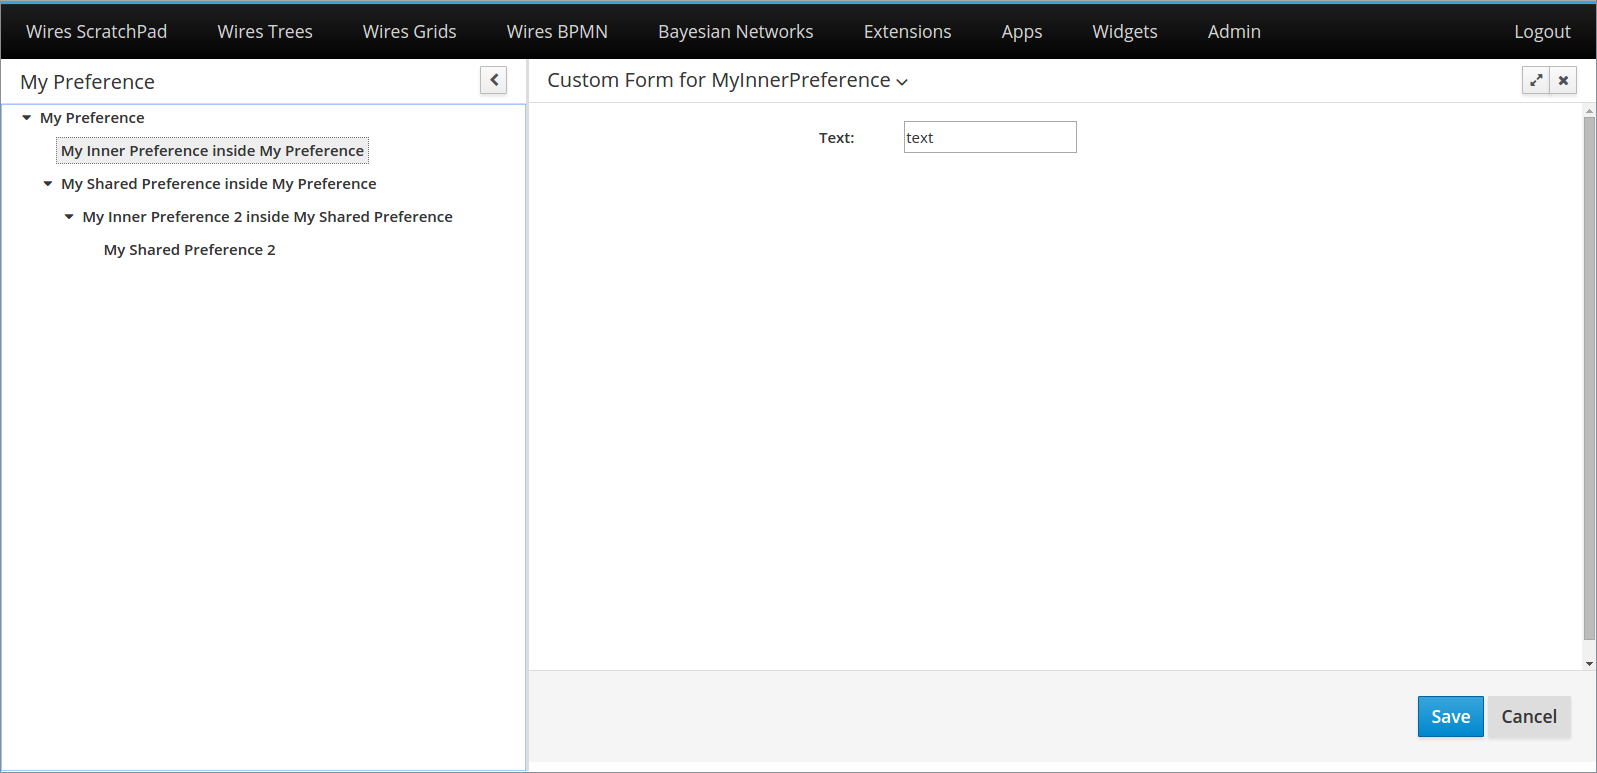 Wires ScratchPad Wires Trees Wires Grids Wires BPMN Bayesian Networks Extensions Apps Widgets Admin Logout
My Preference
Custom Form for MyInnerPreference
My Preference
My Inner Preference inside My Preference
My Shared Preference inside My Preference
My Inner Preference 2 inside My Shared Preference
My Shared Preference 2
Text: text
Save Cancel